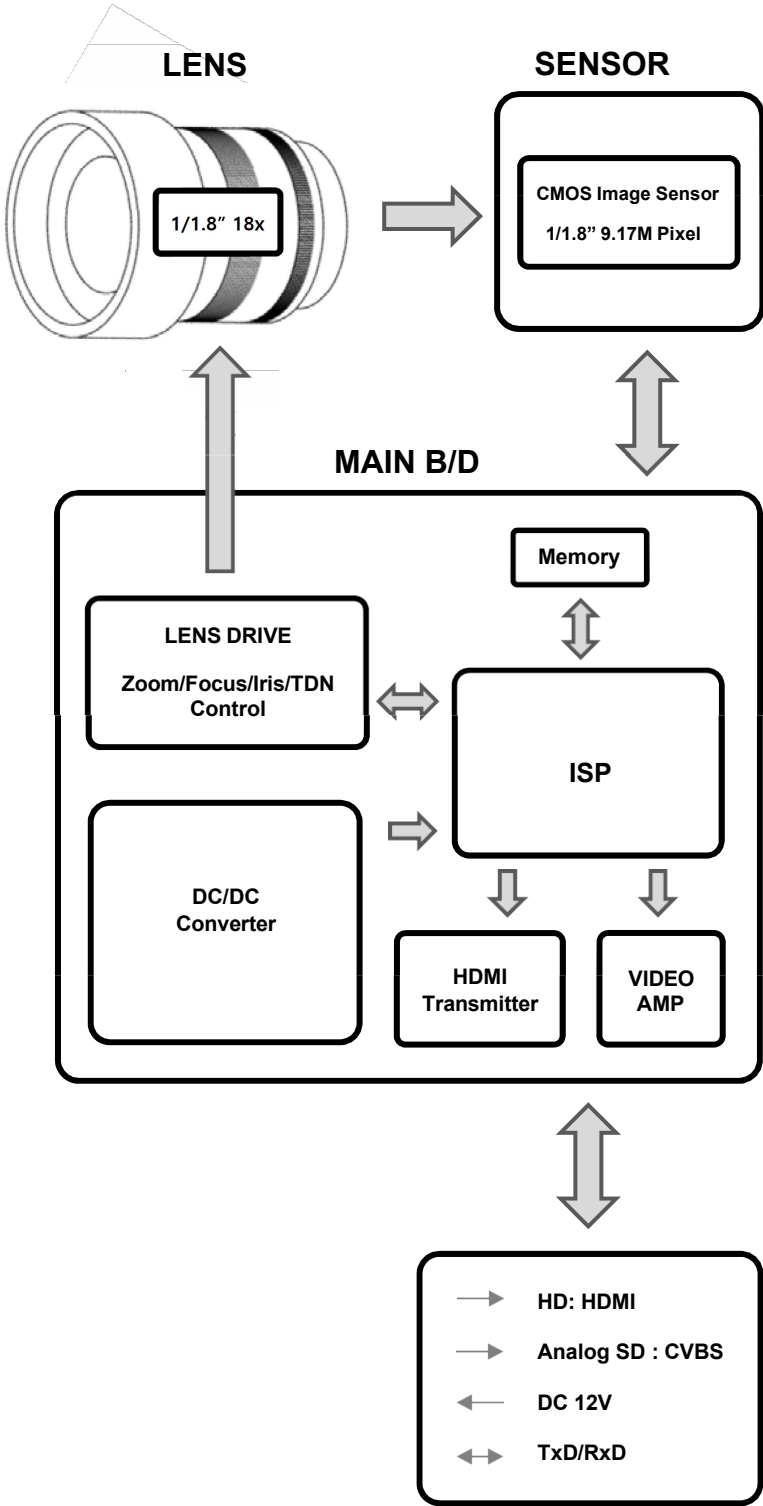 LENS
SENSOR
1/1.8” 18x
CMOS Image Sensor
1/1.8” 9.17M Pixel
MAIN B/D
Memory
LENS DRIVE
Zoom/Focus/Iris/TDN
Control
ISP
DC/DC
Converter
HDMI
Transmitter
VIDEO
AMP
HD: HDMI
Analog SD : CVBS
DC 12V
TxD/RxD